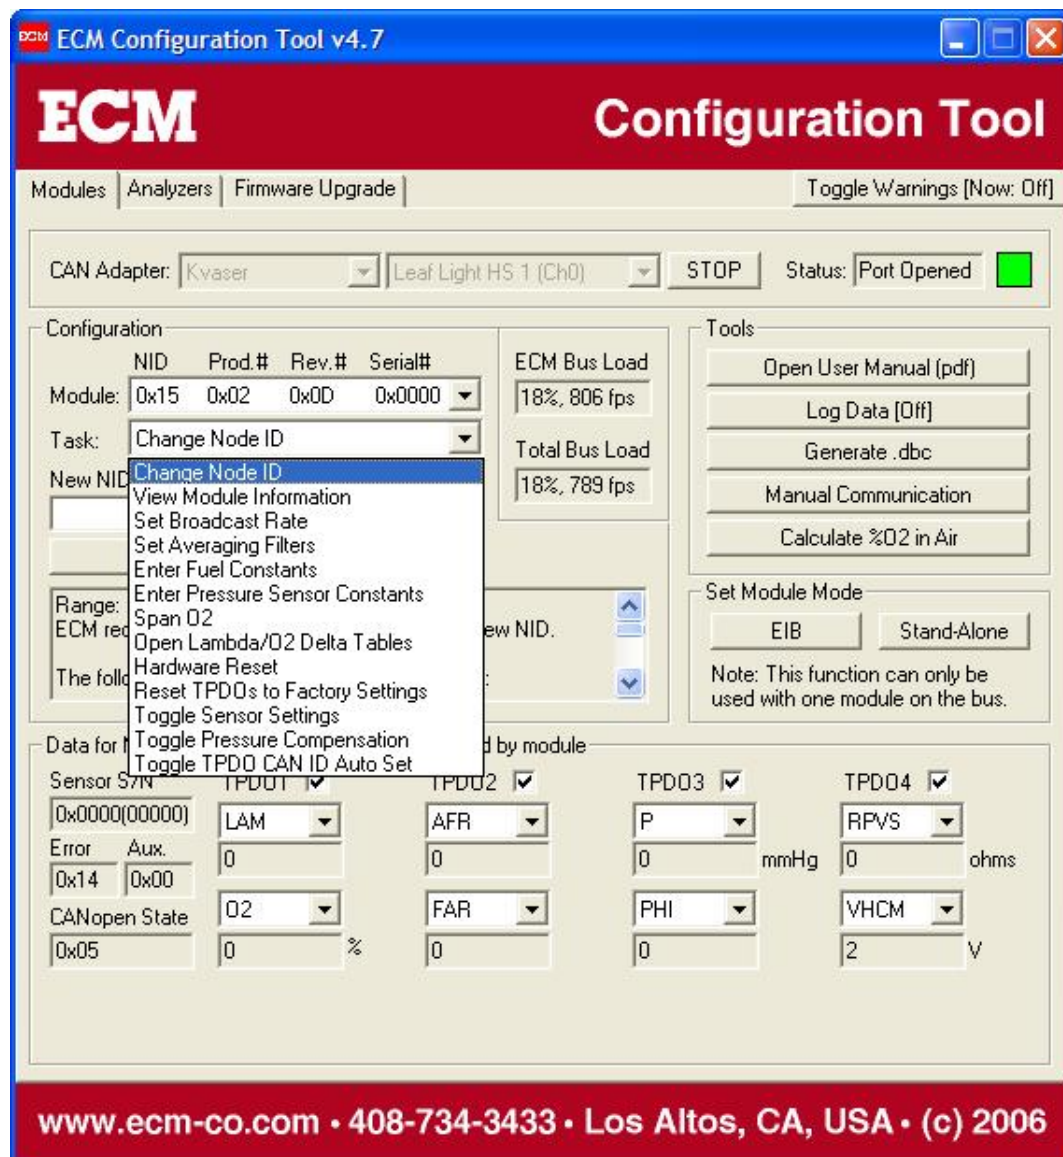 ECM ECM Configuration Tool v4.7
ECM Configuration Tool
Modules Analyzers Firmware Upgrade Toggle Warnings [Now: Off]
CAN Adapter: Kvaser Leaf Light HS 1 (Ch0) STOP Status: Port Opened
Configuration
NID Prod.# Rev.# Serial#
Module: 0x15 0x02 0x0D 0x0000
Task: Change Node ID
New NID
Change Node ID
View Module Information
Set Broadcast Rate
Set Averaging Filters
Enter Fuel Constants
Enter Pressure Sensor Constants
Span O2
Open Lambda/O2 Delta Tables
Hardware Reset
Reset TPDOs to Factory Settings
Toggle Sensor Settings
Toggle Pressure Compensation
Toggle TPDO CAN ID Auto Set
Range:
ECM ew NID.
The :
ECM Bus Load
18%, 806 fps
Total Bus Load
18%, 789 fps
Tools
Open User Manual (pdf)
Log Data [Off]
Generate .dbc
Manual Communication
Calculate %O2 in Air
Set Module Mode
EIB Stand-Alone
Note: This function can only be
used with one module on the bus.
Data for d by module
Sensor S/N TPDO1 TPDO2 TPDO3 TPDO4
0x0000(00000) LAM AFR P RPVS
Error Aux. 0 0 0 mmHg 0 ohms
0x14 0x00
CANopen State O2 FAR PHI VHCM
0x05 0 % 0 0 2 V
www.ecm-co.com • 408-734-3433 • Los Altos, CA, USA • (c) 2006